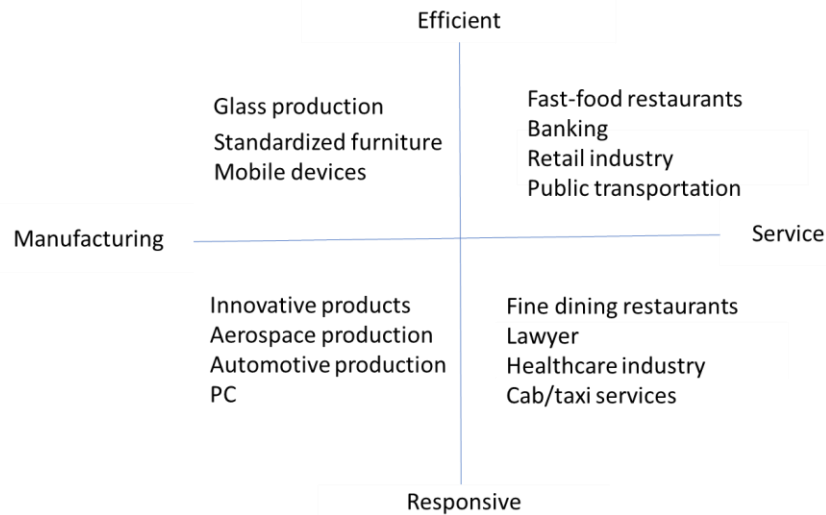 Efficient
Glass production
Standardized furniture
Mobile devices
Fast-food restaurants
Banking
Retail industry
Public transportation
Manufacturing
Service
Innovative products
Aerospace production
Automotive production
PC
Fine dining restaurants
Lawyer
Healthcare industry
Cab/taxi services
Responsive